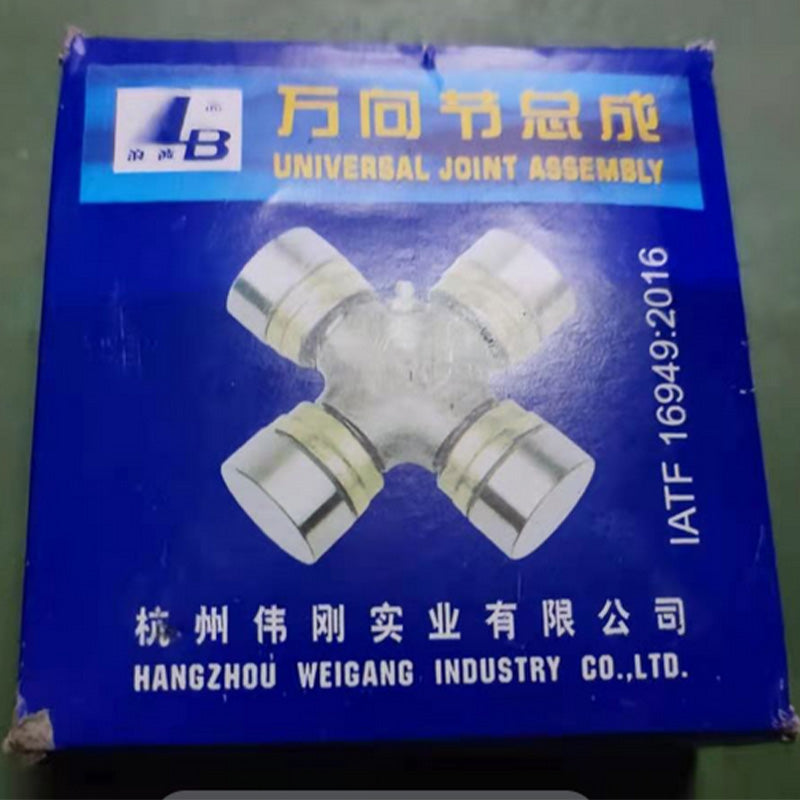 LB
®
万向节总成
UNIVERSAL JOINT ASSEMBLY
IATF 16949:2016
杭州伟刚实业有限公司
HANGZHOU WEIGANG INDUSTRY CO.,LTD.